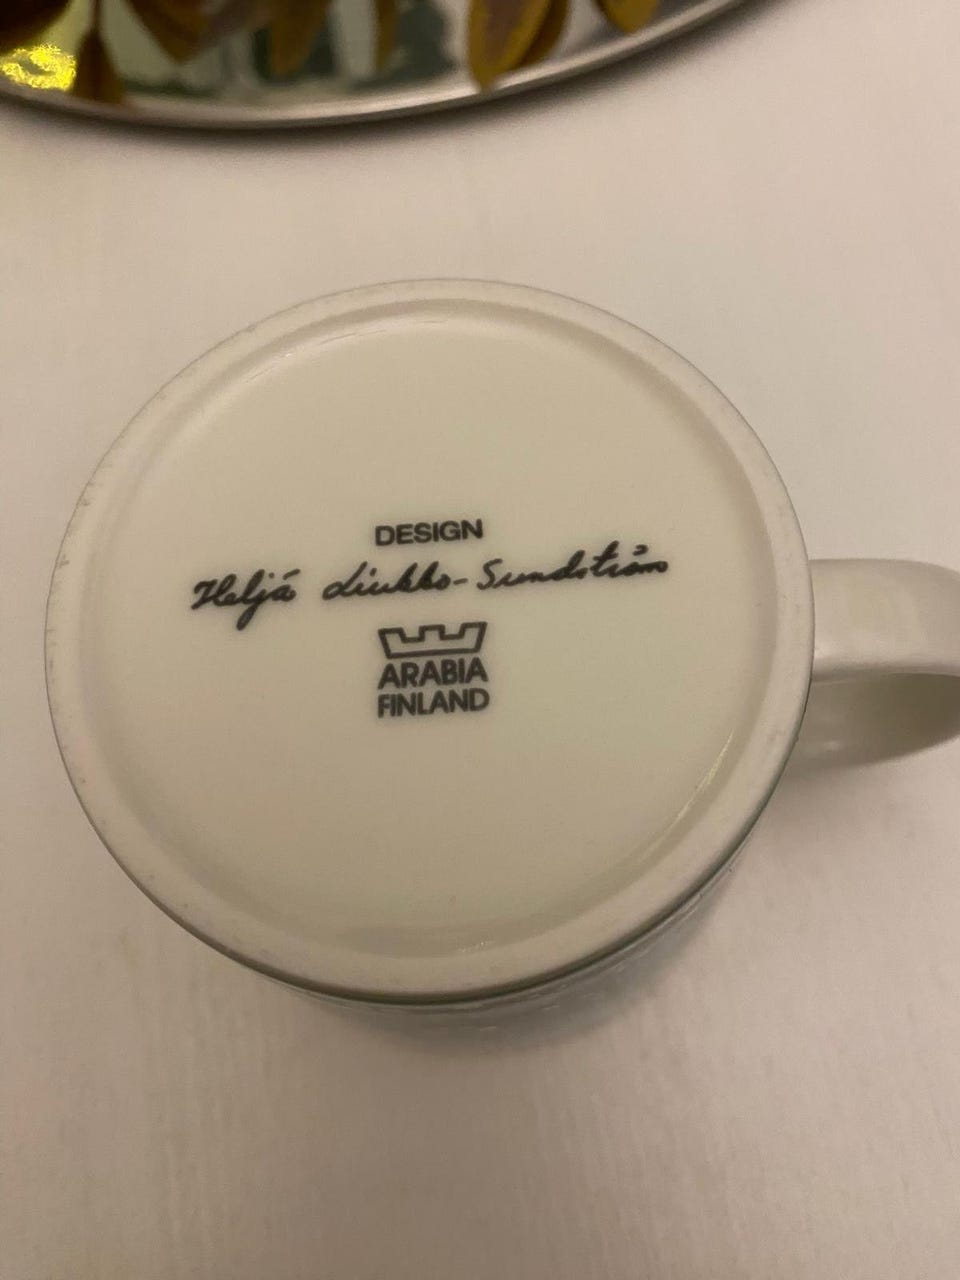 DESIGN
Heljä Liukko-Sundström
ARABIA
FINLAND